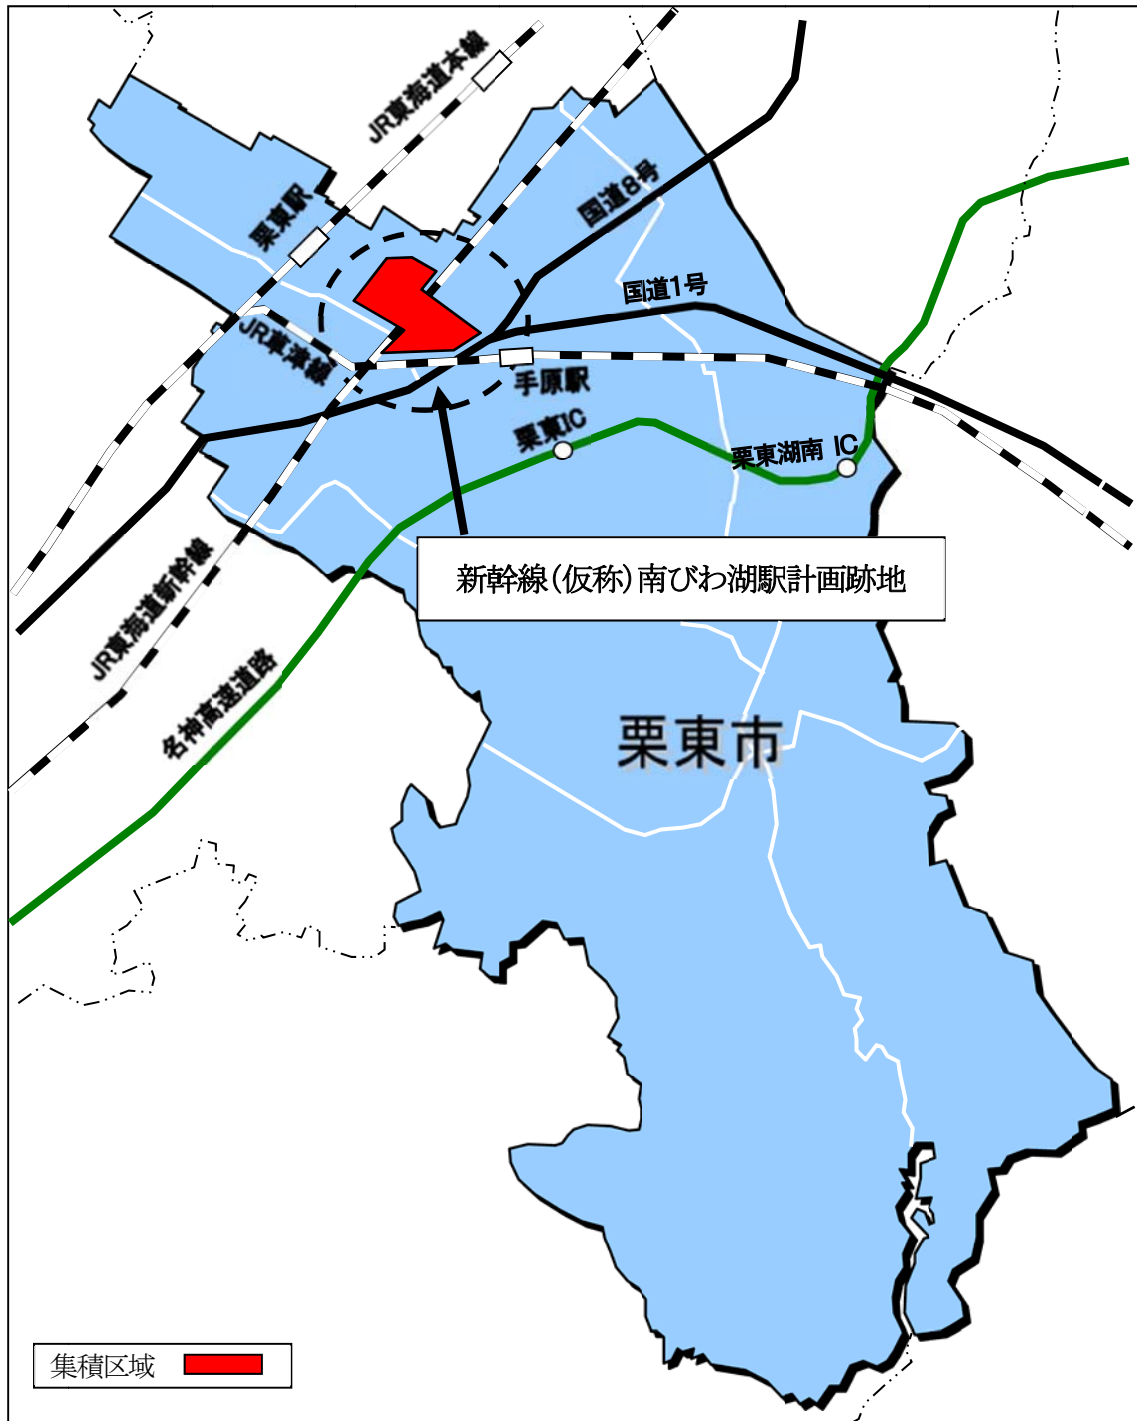 JR東海道本線
栗東駅
国道8号
国道1号
JR草津線
手原駅
栗東IC
栗東湖南 IC
JR東海道新幹線
新幹線(仮称)南びわ湖駅計画跡地
名神高速道路
栗東市
集積区域